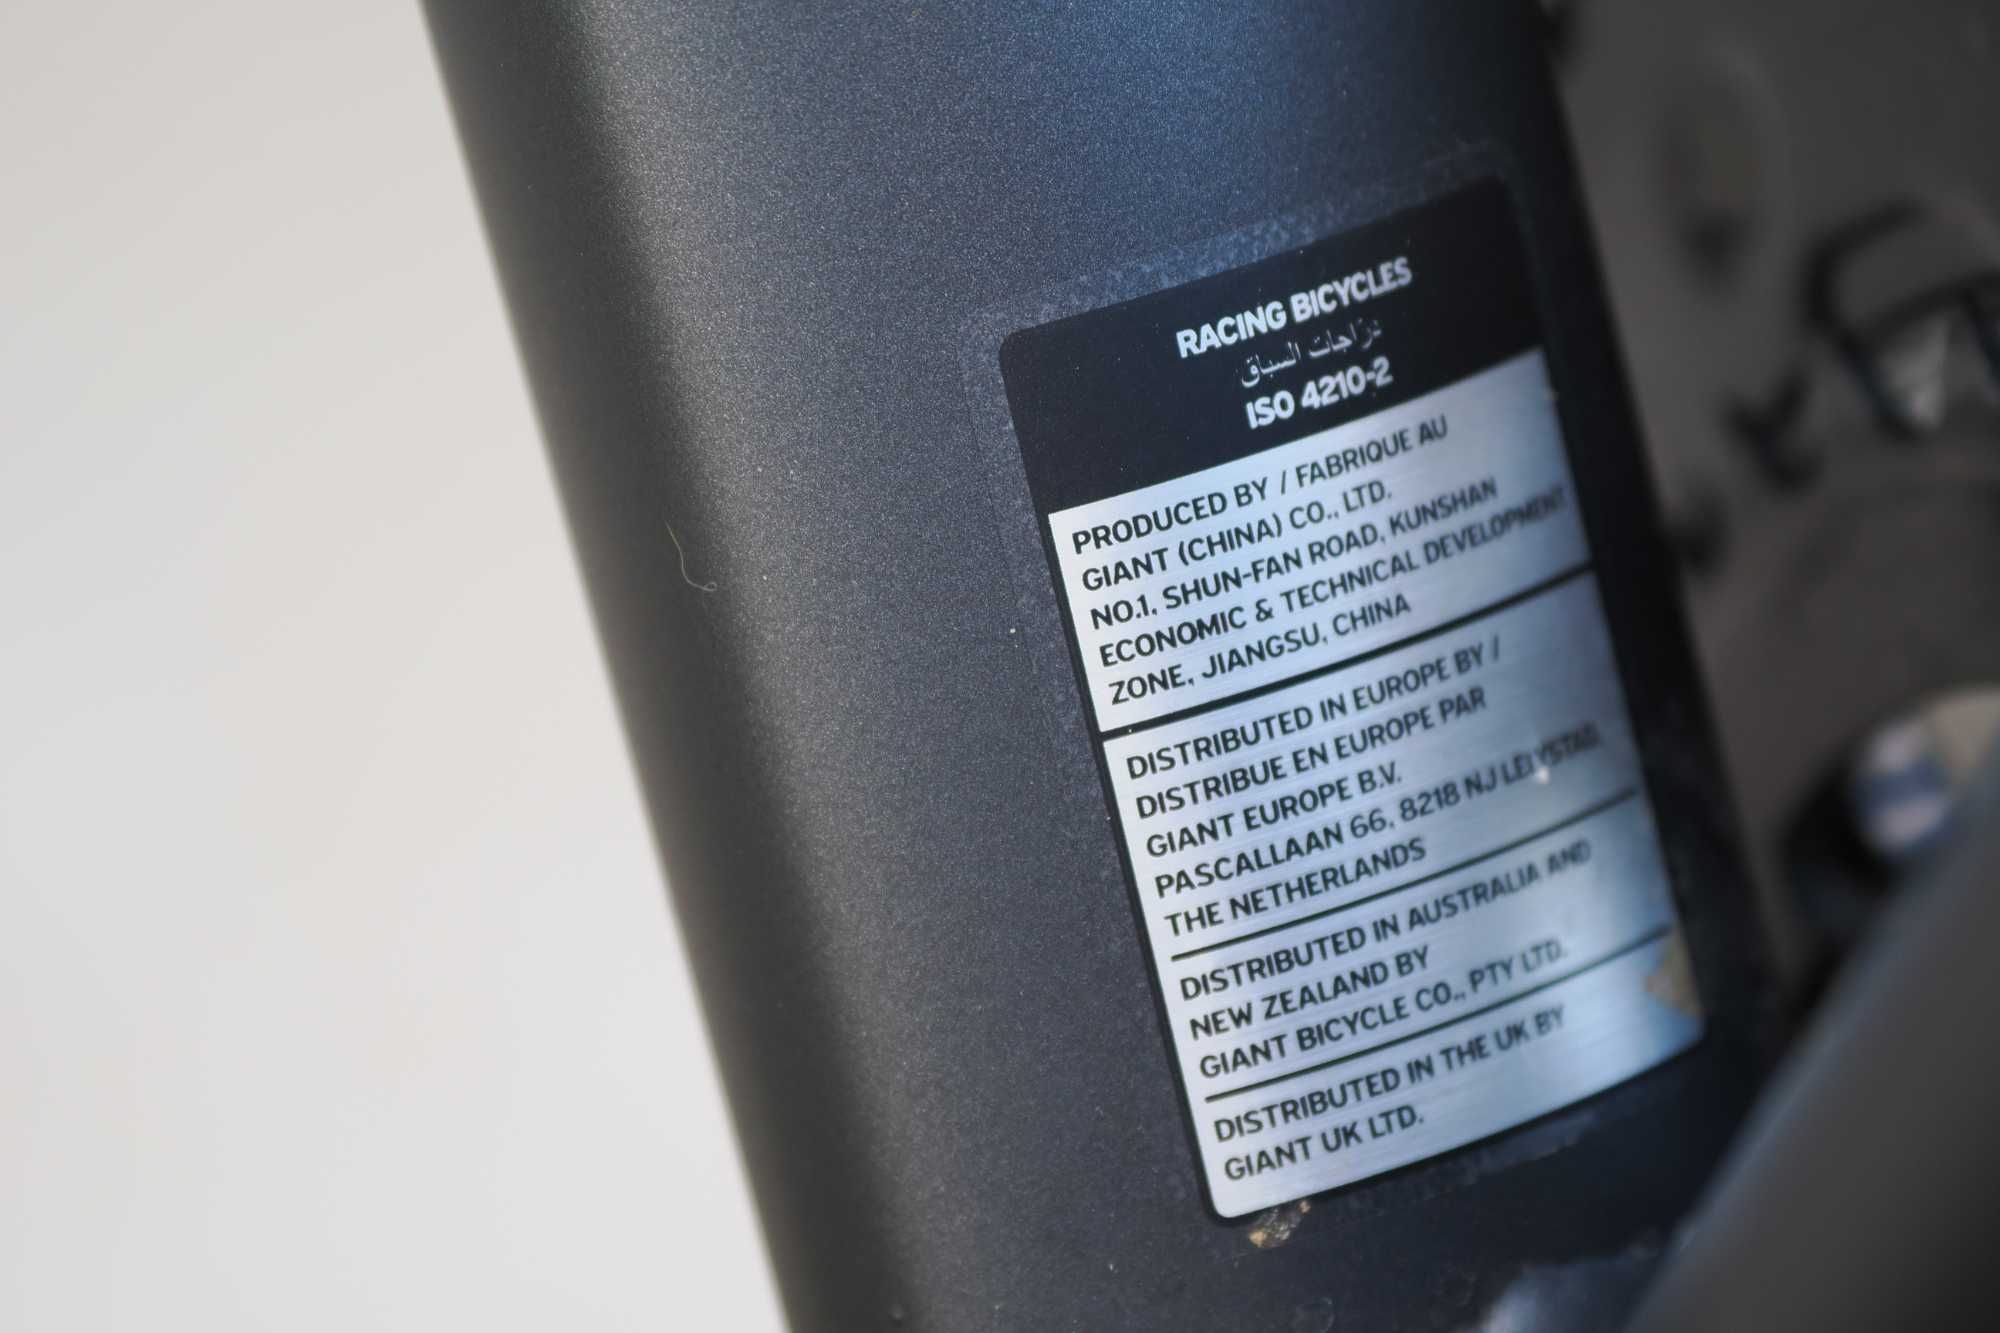 RACING BICYCLES
درّاجات السباق
ISO 4210-2
PRODUCED BY / FABRIQUE AU
GIANT (CHINA) CO., LTD.
NO.1, SHUN-FAN ROAD, KUNSHAN
ECONOMIC & TECHNICAL DEVELOPMENT
ZONE, JIANGSU, CHINA
DISTRIBUTED IN EUROPE BY /
DISTRIBUE EN EUROPE PAR
GIANT EUROPE B.V.
PASCALLAAN 66, 8218 NJ LELYSTAD,
THE NETHERLANDS
DISTRIBUTED IN AUSTRALIA AND
NEW ZEALAND BY
GIANT BICYCLE CO., PTY LTD.
DISTRIBUTED IN THE UK BY
GIANT UK LTD.